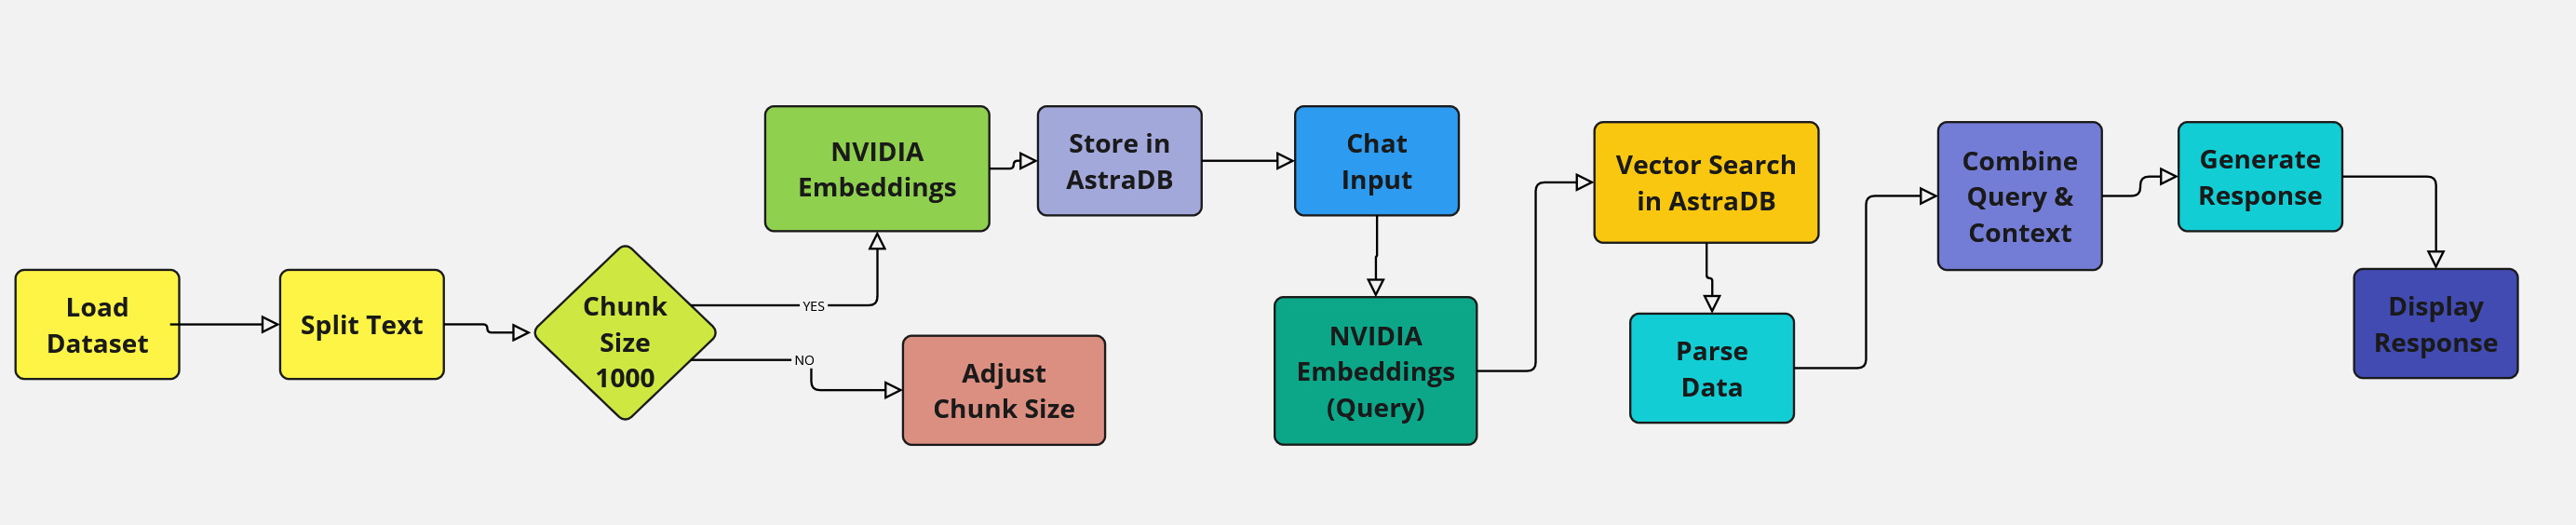 Load
Dataset
Split Text
Chunk
Size
1000
YES
NO
NVIDIA
Embeddings
Adjust
Chunk Size
Store in
AstraDB
Chat
Input
NVIDIA
Embeddings
(Query)
Vector Search
in AstraDB
Parse
Data
Combine
Query &
Context
Generate
Response
Display
Response